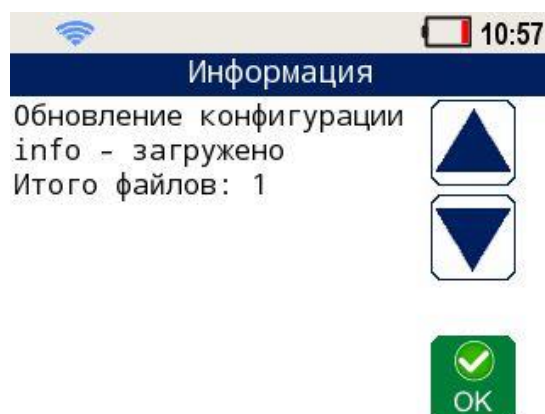 10:57
Информация
Обновление конфигурации
info - загружено
Итого файлов: 1
OK